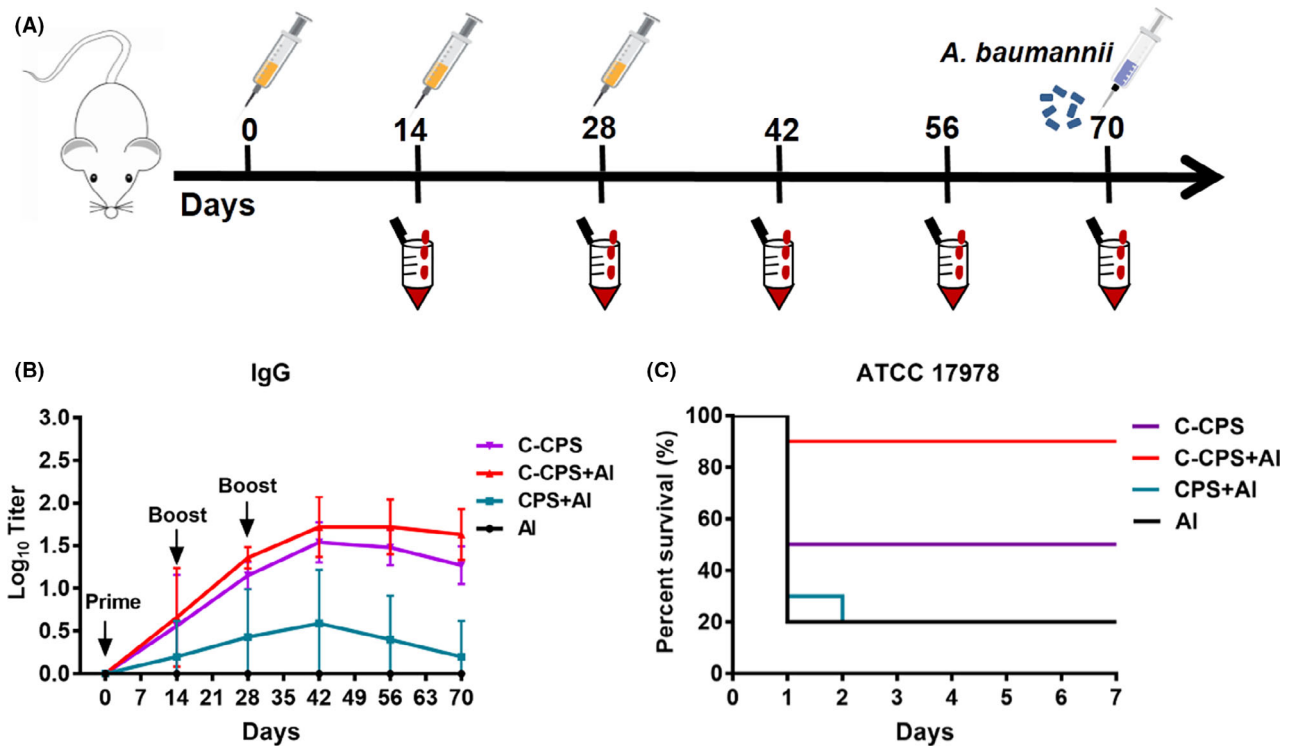 (A)
A. baumannii
0 14 28 42 56 70
Days
(B)
IgG
3.0
2.5
2.0
1.5
1.0
0.5
0.0
Log10 Titer
Prime
Boost
Boost
C-CPS
C-CPS+Al
CPS+Al
Al
0 7 14 21 28 35 42 49 56 63 70
Days
(C)
ATCC 17978
100
80
60
40
20
0
Percent survival (%)
C-CPS
C-CPS+Al
CPS+Al
Al
0 1 2 3 4 5 6 7
Days